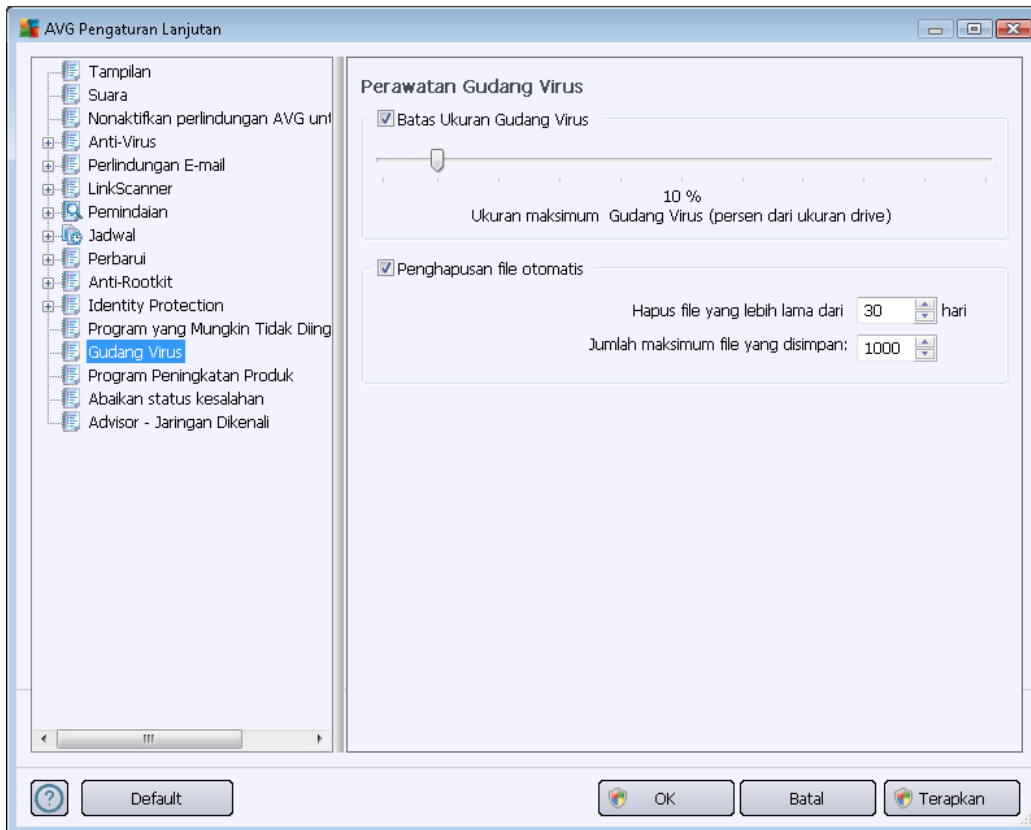 AVG Pengaturan Lanjutan
Tampilan
Suara
Nonaktifkan perlindungan AVG unt
Anti-Virus
Perlindungan E-mail
LinkScanner
Pemindaian
Jadwal
Perbarui
Anti-Rootkit
Identity Protection
Program yang Mungkin Tidak Diing
Gudang Virus
Program Peningkatan Produk
Abaikan status kesalahan
Advisor - Jaringan Dikenali
Perawatan Gudang Virus
Batas Ukuran Gudang Virus
10 %
Ukuran maksimum Gudang Virus (persen dari ukuran drive)
Penghapusan file otomatis
Hapus file yang lebih lama dari 30 hari
Jumlah maksimum file yang disimpan: 1000
? Default OK Batal Terapkan